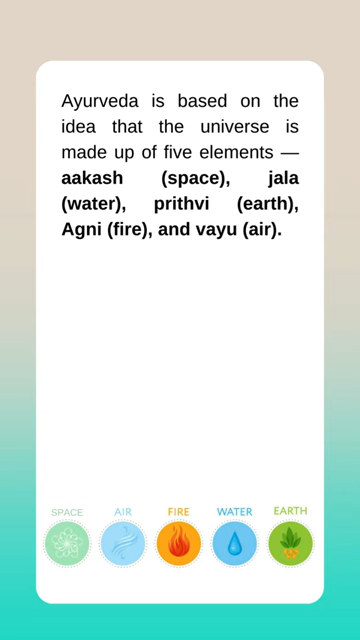 Ayurveda is based on the
idea that the universe is
made up of five elements —
aakash (space), jala
(water), prithvi (earth),
Agni (fire), and vayu (air).
SPACE AIR FIRE WATER EARTH